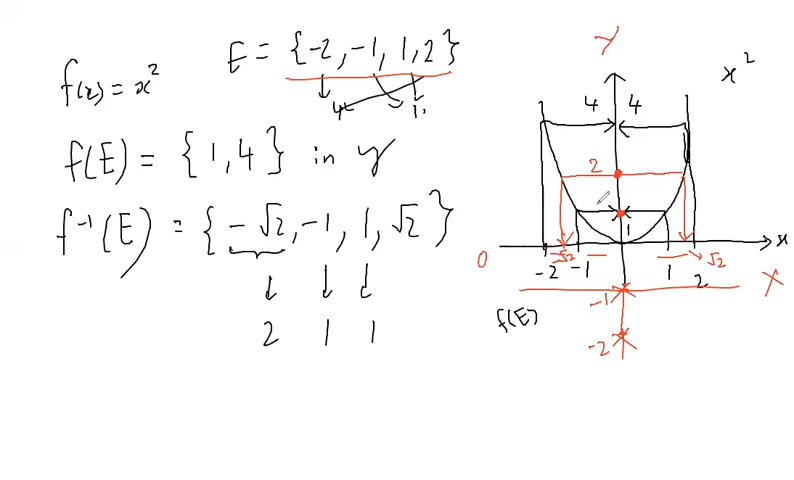 f(x) = x²
E = {-2, -1, 1, 2}
4 1
f(E) = {1, 4} in Y
f⁻¹(E) = {-√2, -1, 1, √2}
2 1 1
Y
x²
4 4
2
1
x
0
-2 -√2 -1 1 √2 2
X
-1
f(E)
-2